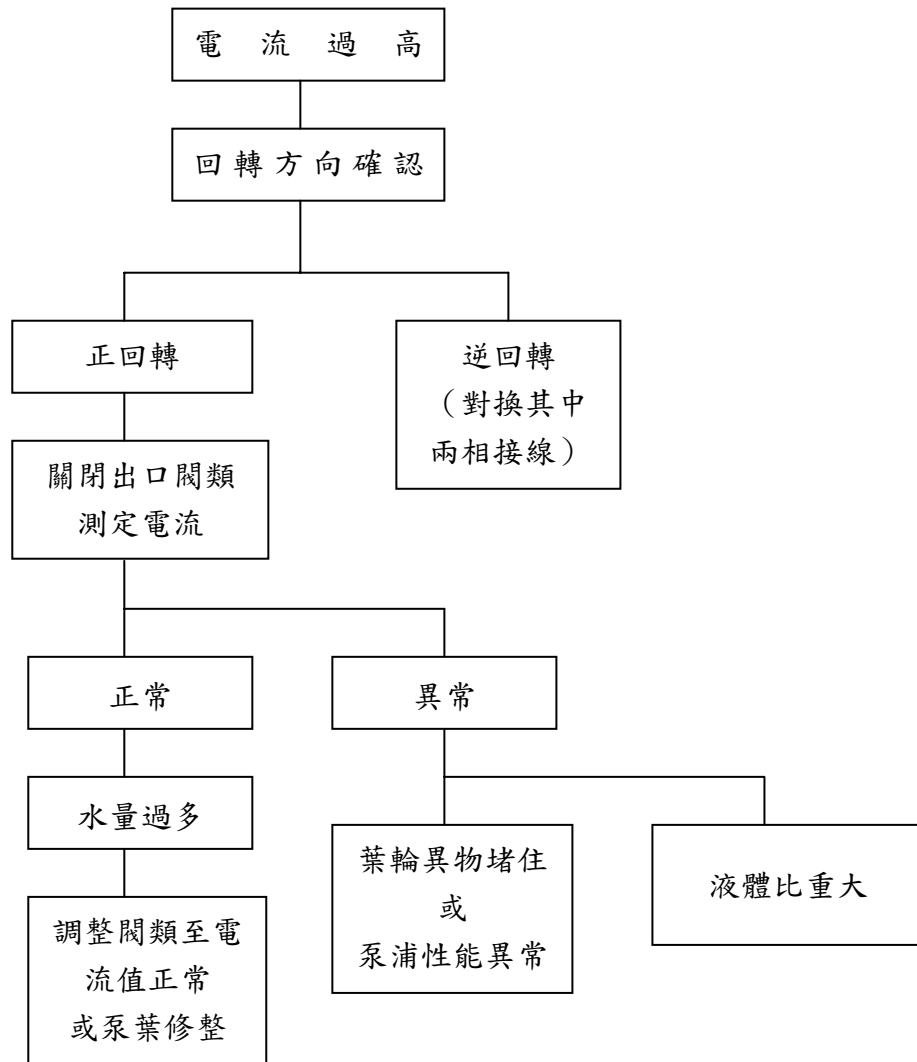 電流過高
回轉方向確認
正回轉
逆回轉
（對換其中
兩相接線）
關閉出口閥類
測定電流
正常
異常
水量過多
葉輪異物堵住
或
泵浦性能異常
液體比重大
調整閥類至電
流值正常
或泵葉修整